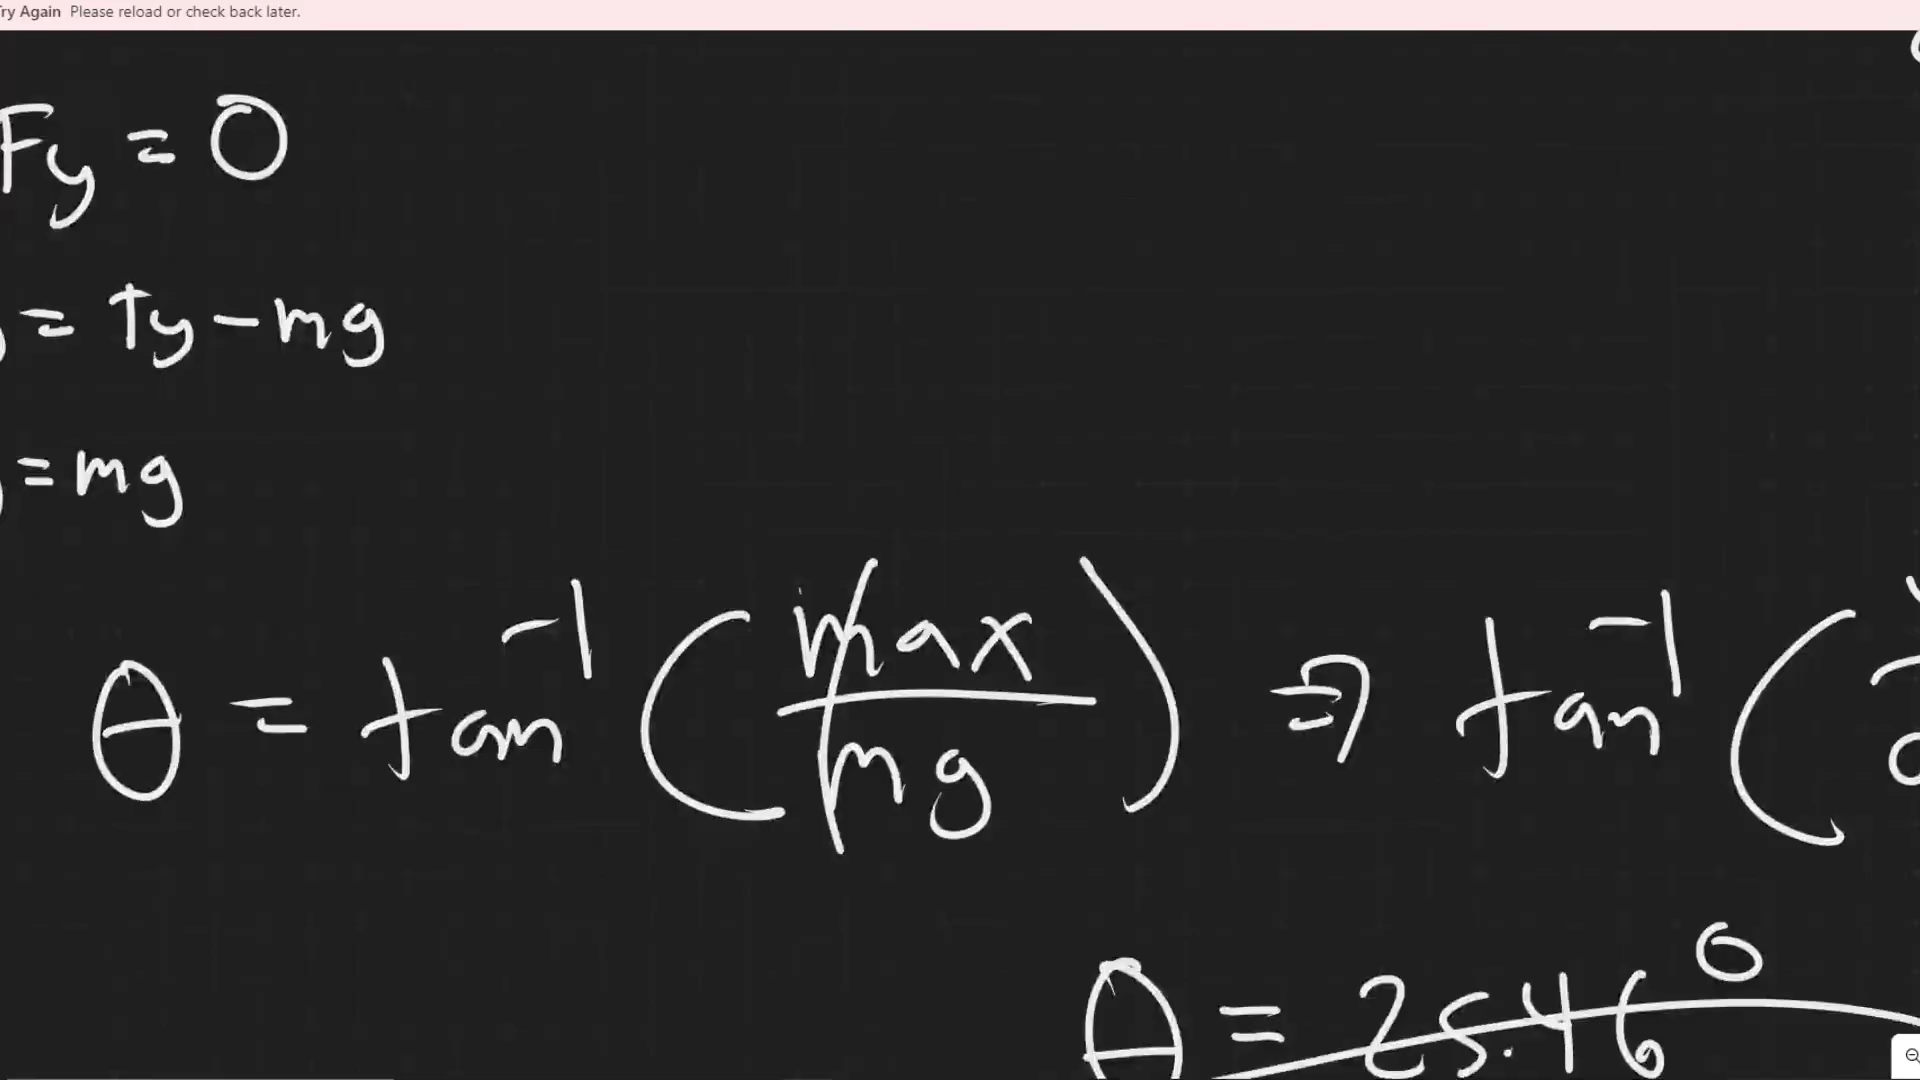 Try Again Please reload or check back later.
Fy = 0
= Ty - mg
= mg
θ = tan⁻¹ ( max / mg ) ⇒ tan⁻¹ (
θ = 25.46°